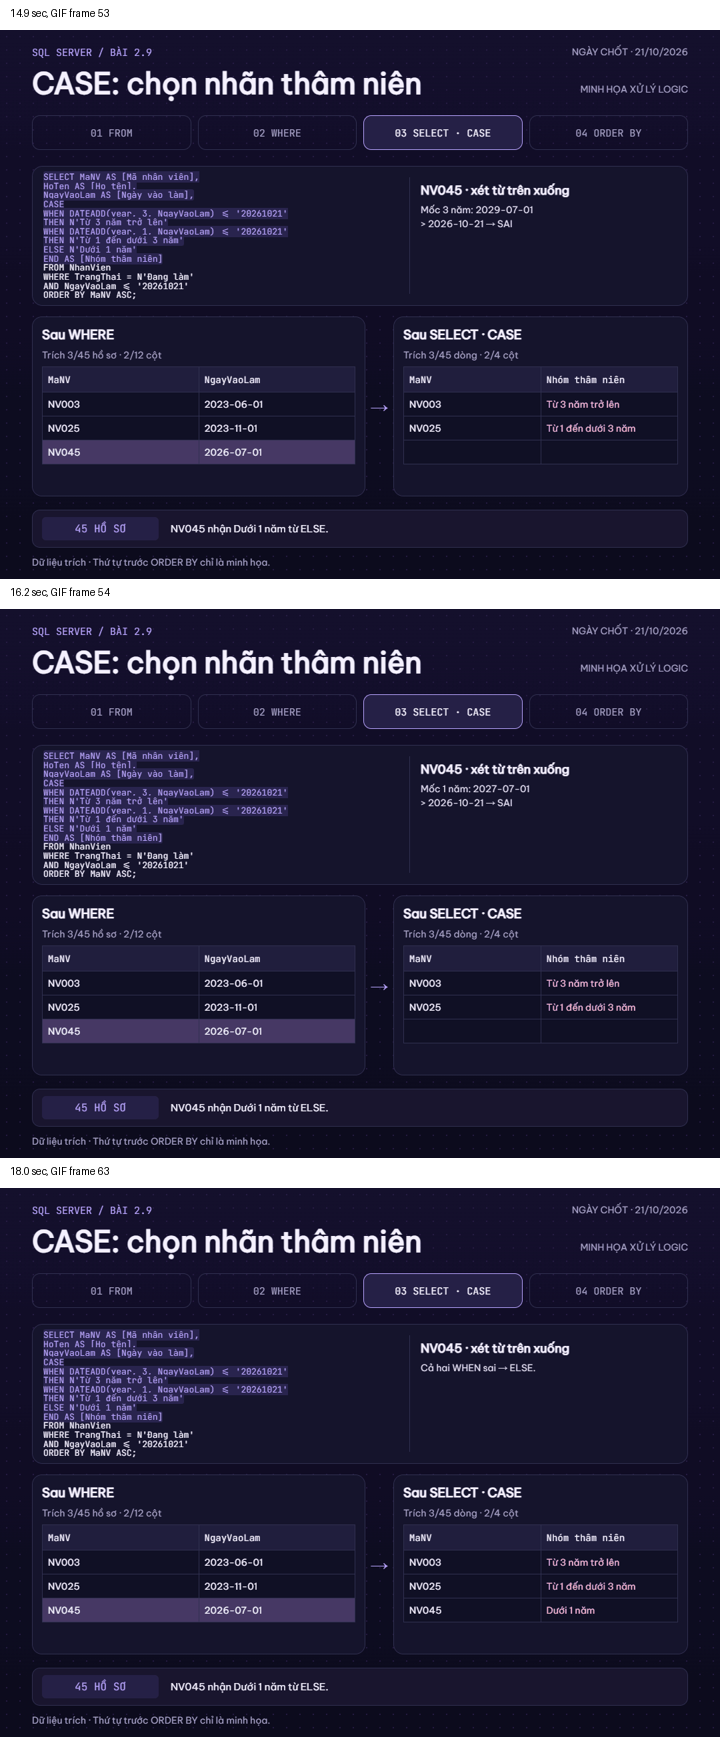 14.9 sec, GIF frame 53
SQL SERVER / BÀI 2.9
NGÀY CHỐT · 21/10/2026
CASE: chọn nhãn thâm niên
MINH HỌA XỬ LÝ LOGIC
01 FROM
02 WHERE
03 SELECT · CASE
04 ORDER BY
SELECT MaNV AS [Mã nhân viên],
HoTen AS [Họ tên],
NgayVaoLam AS [Ngày vào làm],
CASE
WHEN DATEADD(year, 3, NgayVaoLam) <= '20261021'
THEN N'Từ 3 năm trở lên'
WHEN DATEADD(year, 1, NgayVaoLam) <= '20261021'
THEN N'Từ 1 đến dưới 3 năm'
ELSE N'Dưới 1 năm'
END AS [Nhóm thâm niên]
FROM NhanVien
WHERE TrangThai = N'Đang làm'
AND NgayVaoLam <= '20261021'
ORDER BY MaNV ASC;
NV045 · xét từ trên xuống
Mốc 3 năm: 2029-07-01
> 2026-10-21 → SAI
Sau WHERE
Trích 3/45 hồ sơ · 2/12 cột
MaNV NgayVaoLam
NV003 2023-06-01
NV025 2023-11-01
NV045 2026-07-01
→
Sau SELECT · CASE
Trích 3/45 dòng · 2/4 cột
MaNV Nhóm thâm niên
NV003 Từ 3 năm trở lên
NV025 Từ 1 đến dưới 3 năm
45 HỒ SƠ
NV045 nhận Dưới 1 năm từ ELSE.
Dữ liệu trích · Thứ tự trước ORDER BY chỉ là minh họa.
16.2 sec, GIF frame 54
SQL SERVER / BÀI 2.9
NGÀY CHỐT · 21/10/2026
CASE: chọn nhãn thâm niên
MINH HỌA XỬ LÝ LOGIC
01 FROM
02 WHERE
03 SELECT · CASE
04 ORDER BY
SELECT MaNV AS [Mã nhân viên],
HoTen AS [Họ tên],
NgayVaoLam AS [Ngày vào làm],
CASE
WHEN DATEADD(year, 3, NgayVaoLam) <= '20261021'
THEN N'Từ 3 năm trở lên'
WHEN DATEADD(year, 1, NgayVaoLam) <= '20261021'
THEN N'Từ 1 đến dưới 3 năm'
ELSE N'Dưới 1 năm'
END AS [Nhóm thâm niên]
FROM NhanVien
WHERE TrangThai = N'Đang làm'
AND NgayVaoLam <= '20261021'
ORDER BY MaNV ASC;
NV045 · xét từ trên xuống
Mốc 1 năm: 2027-07-01
> 2026-10-21 → SAI
Sau WHERE
Trích 3/45 hồ sơ · 2/12 cột
MaNV NgayVaoLam
NV003 2023-06-01
NV025 2023-11-01
NV045 2026-07-01
→
Sau SELECT · CASE
Trích 3/45 dòng · 2/4 cột
MaNV Nhóm thâm niên
NV003 Từ 3 năm trở lên
NV025 Từ 1 đến dưới 3 năm
45 HỒ SƠ
NV045 nhận Dưới 1 năm từ ELSE.
Dữ liệu trích · Thứ tự trước ORDER BY chỉ là minh họa.
18.0 sec, GIF frame 63
SQL SERVER / BÀI 2.9
NGÀY CHỐT · 21/10/2026
CASE: chọn nhãn thâm niên
MINH HỌA XỬ LÝ LOGIC
01 FROM
02 WHERE
03 SELECT · CASE
04 ORDER BY
SELECT MaNV AS [Mã nhân viên],
HoTen AS [Họ tên],
NgayVaoLam AS [Ngày vào làm],
CASE
WHEN DATEADD(year, 3, NgayVaoLam) <= '20261021'
THEN N'Từ 3 năm trở lên'
WHEN DATEADD(year, 1, NgayVaoLam) <= '20261021'
THEN N'Từ 1 đến dưới 3 năm'
ELSE N'Dưới 1 năm'
END AS [Nhóm thâm niên]
FROM NhanVien
WHERE TrangThai = N'Đang làm'
AND NgayVaoLam <= '20261021'
ORDER BY MaNV ASC;
NV045 · xét từ trên xuống
Cả hai WHEN sai → ELSE.
Sau WHERE
Trích 3/45 hồ sơ · 2/12 cột
MaNV NgayVaoLam
NV003 2023-06-01
NV025 2023-11-01
NV045 2026-07-01
→
Sau SELECT · CASE
Trích 3/45 dòng · 2/4 cột
MaNV Nhóm thâm niên
NV003 Từ 3 năm trở lên
NV025 Từ 1 đến dưới 3 năm
NV045 Dưới 1 năm
45 HỒ SƠ
NV045 nhận Dưới 1 năm từ ELSE.
Dữ liệu trích · Thứ tự trước ORDER BY chỉ là minh họa.